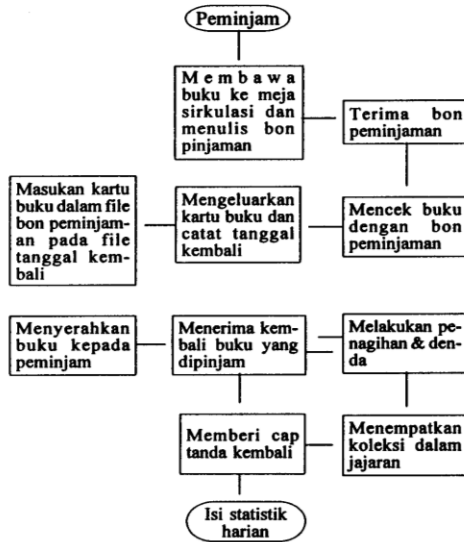 Peminjam
M e m b a w a
buku ke meja
sirkulasi dan
menulis bon
pinjaman
Terima bon
peminjaman
Mencek buku
dengan bon
peminjaman
Mengeluarkan
kartu buku dan
catat tanggal
kembali
Masukan kartu
buku dalam file
bon peminjam-
an pada file
tanggal kem-
bali
Menyerahkan
buku kepada
peminjam
Menerima kem-
bali buku yang
dipinjam
Melakukan pe-
nagihan & den-
da
Menempatkan
koleksi dalam
jajaran
Memberi cap
tanda kembali
Isi statistik
harian